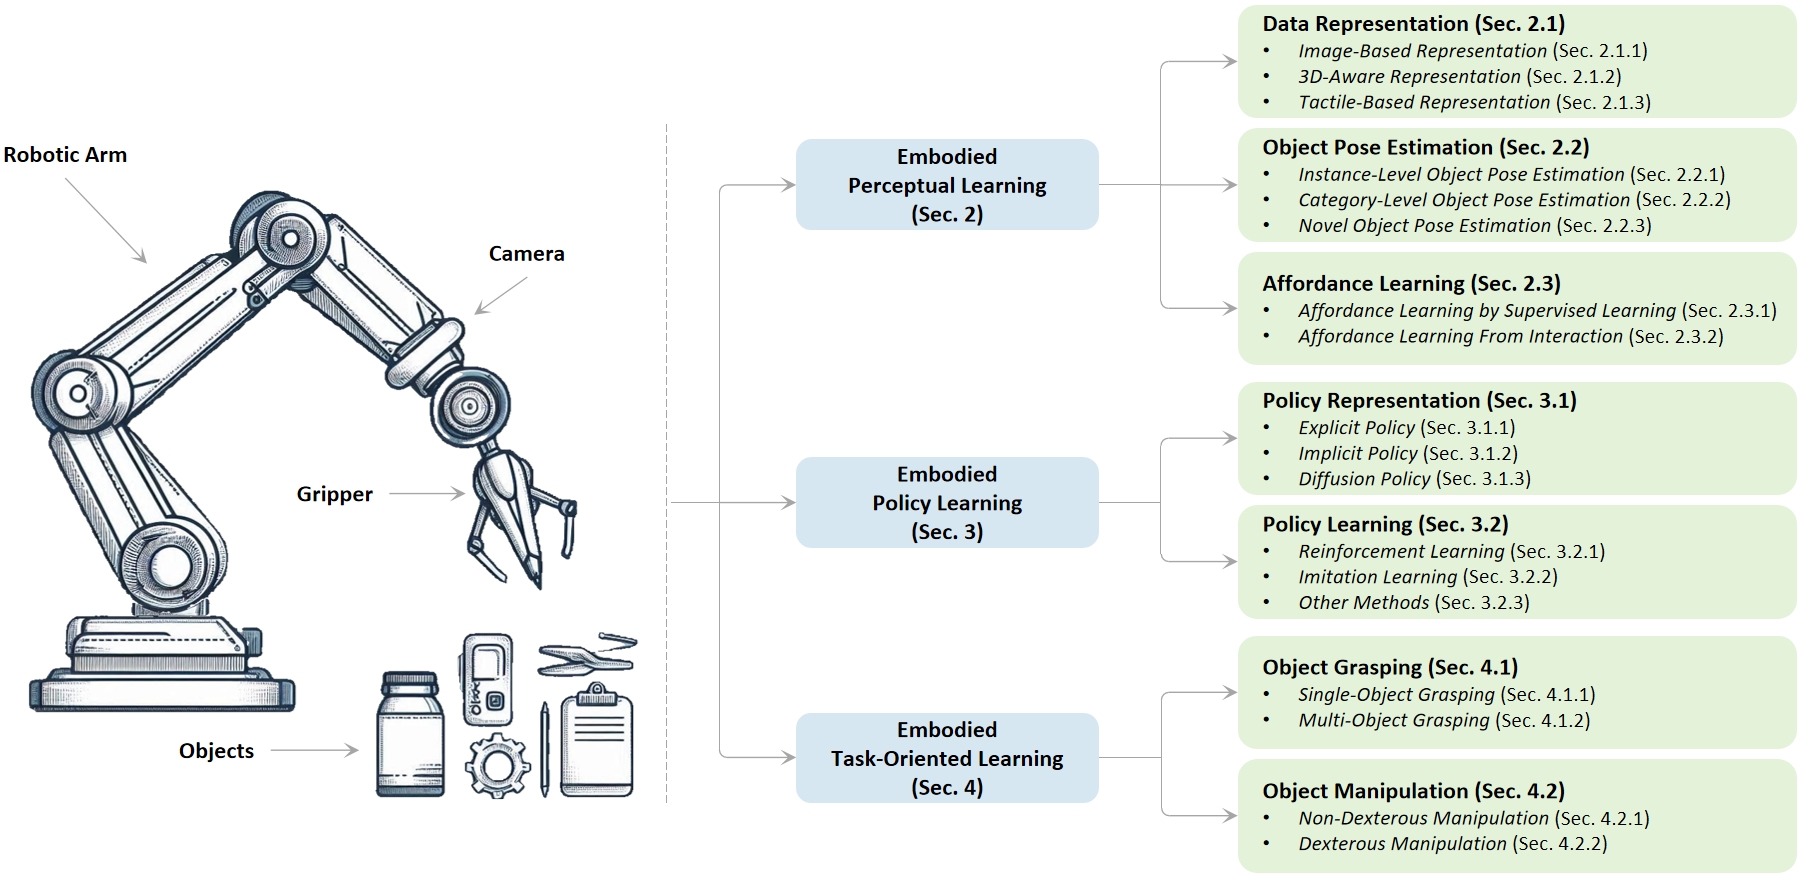 Robotic Arm
Camera
Gripper
Objects
Embodied
Perceptual Learning
(Sec. 2)
Data Representation (Sec. 2.1)
• Image-Based Representation (Sec. 2.1.1)
• 3D-Aware Representation (Sec. 2.1.2)
• Tactile-Based Representation (Sec. 2.1.3)
Object Pose Estimation (Sec. 2.2)
• Instance-Level Object Pose Estimation (Sec. 2.2.1)
• Category-Level Object Pose Estimation (Sec. 2.2.2)
• Novel Object Pose Estimation (Sec. 2.2.3)
Affordance Learning (Sec. 2.3)
• Affordance Learning by Supervised Learning (Sec. 2.3.1)
• Affordance Learning From Interaction (Sec. 2.3.2)
Embodied
Policy Learning
(Sec. 3)
Policy Representation (Sec. 3.1)
• Explicit Policy (Sec. 3.1.1)
• Implicit Policy (Sec. 3.1.2)
• Diffusion Policy (Sec. 3.1.3)
Policy Learning (Sec. 3.2)
• Reinforcement Learning (Sec. 3.2.1)
• Imitation Learning (Sec. 3.2.2)
• Other Methods (Sec. 3.2.3)
Embodied
Task-Oriented Learning
(Sec. 4)
Object Grasping (Sec. 4.1)
• Single-Object Grasping (Sec. 4.1.1)
• Multi-Object Grasping (Sec. 4.1.2)
Object Manipulation (Sec. 4.2)
• Non-Dexterous Manipulation (Sec. 4.2.1)
• Dexterous Manipulation (Sec. 4.2.2)